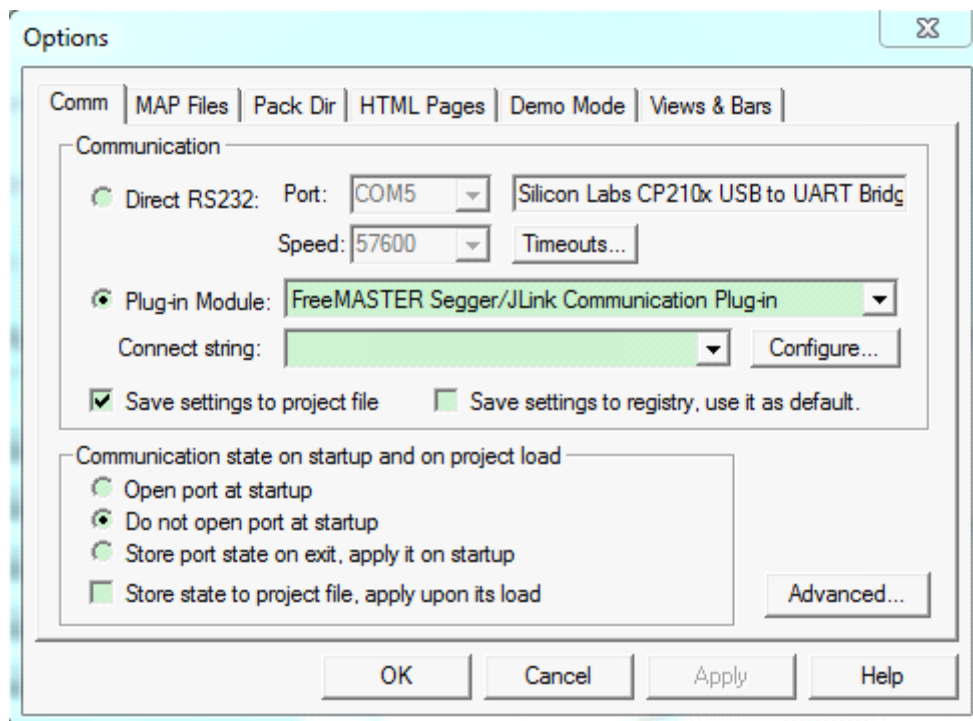 Options
Comm MAP Files Pack Dir HTML Pages Demo Mode Views & Bars
Communication
Direct RS232: Port: COM5 Silicon Labs CP210x USB to UART Bridg
Speed: 57600 Timeouts...
Plug-in Module: FreeMASTER Segger/JLink Communication Plug-in
Connect string: Configure...
Save settings to project file Save settings to registry, use it as default.
Communication state on startup and on project load
Open port at startup
Do not open port at startup
Store port state on exit, apply it on startup
Store state to project file, apply upon its load Advanced...
OK Cancel Apply Help